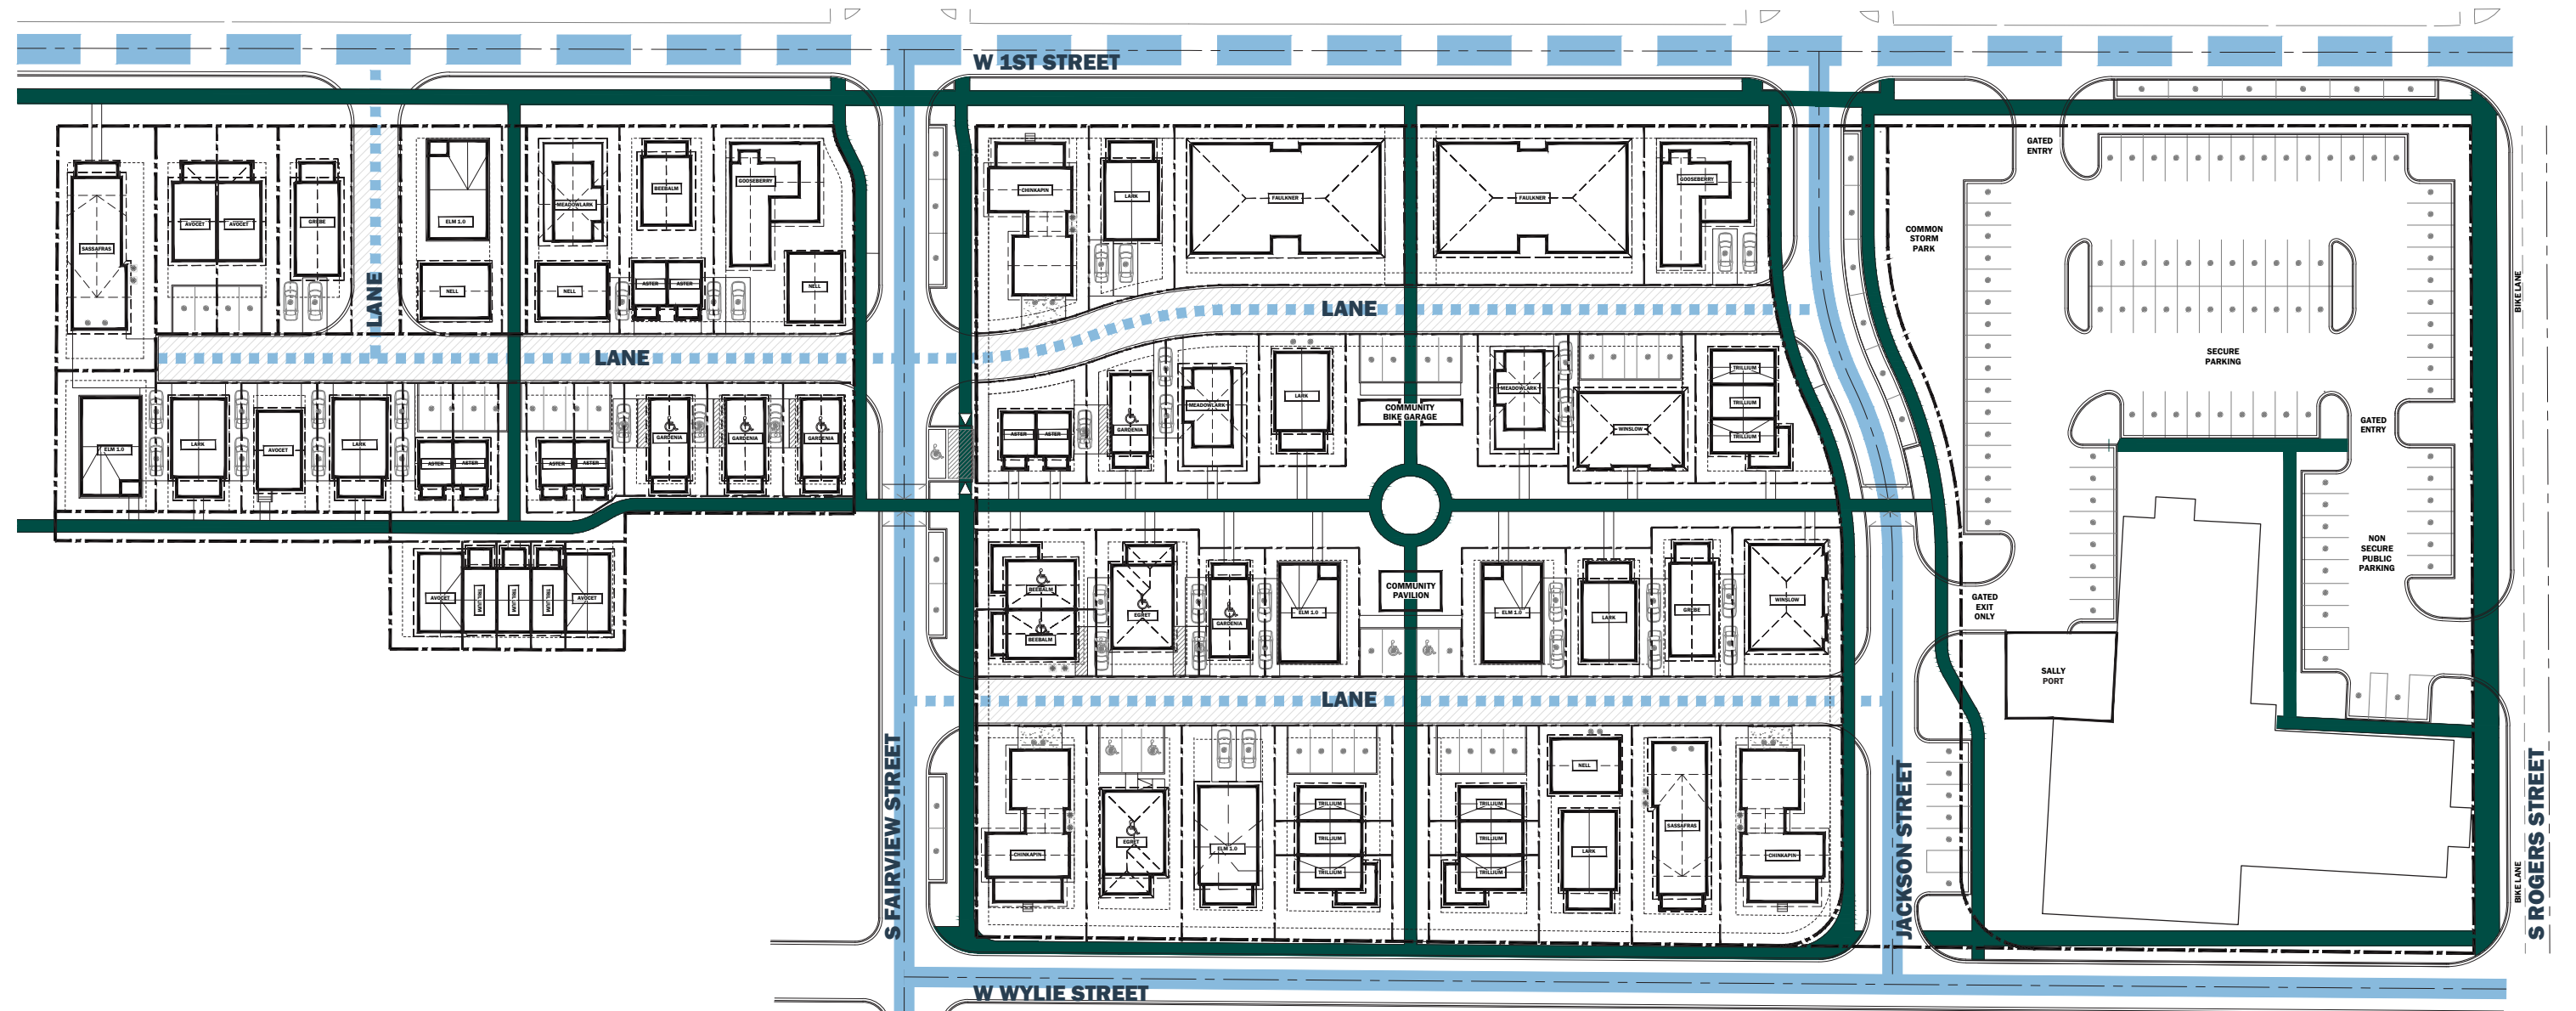 W 1ST STREET
GATED
ENTRY
SASSAFRAS
AVOCET
AVOCET
GREBE
LANE
ELM 1.0
NELL
MEADOWLARK
NELL
BEEBALM
ASTER
ASTER
GOOSEBERRY
NELL
CHINKAPIN
LARK
FAULKNER
FAULKNER
GOOSEBERRY
COMMON
STORM
PARK
BIKE LANE
LANE
LANE
SECURE
PARKING
ELM 1.0
LARK
AVOCET
LARK
ASTER
ASTER
ASTER
ASTER
GARDENIA
GARDENIA
GARDENIA
ASTER
ASTER
GARDENIA
MEADOWLARK
LARK
COMMUNITY
BIKE GARAGE
MEADOWLARK
WINSLOW
TRILLIUM
TRILLIUM
TRILLIUM
GATED
ENTRY
NON
SECURE
PUBLIC
PARKING
AVOCET
TRILLIUM
TRILLIUM
TRILLIUM
AVOCET
BEEBALM
BEEBALM
EGRET
GARDENIA
ELM 1.0
COMMUNITY
PAVILION
ELM 1.0
LARK
GREBE
WINSLOW
GATED
EXIT
ONLY
SALLY
PORT
LANE
S FAIRVIEW STREET
CHINKAPIN
EGRET
ELM 1.0
TRILLIUM
TRILLIUM
TRILLIUM
TRILLIUM
TRILLIUM
TRILLIUM
NELL
LARK
SASSAFRAS
CHINKAPIN
JACKSON STREET
BIKE LANE
S ROGERS STREET
W WYLIE STREET